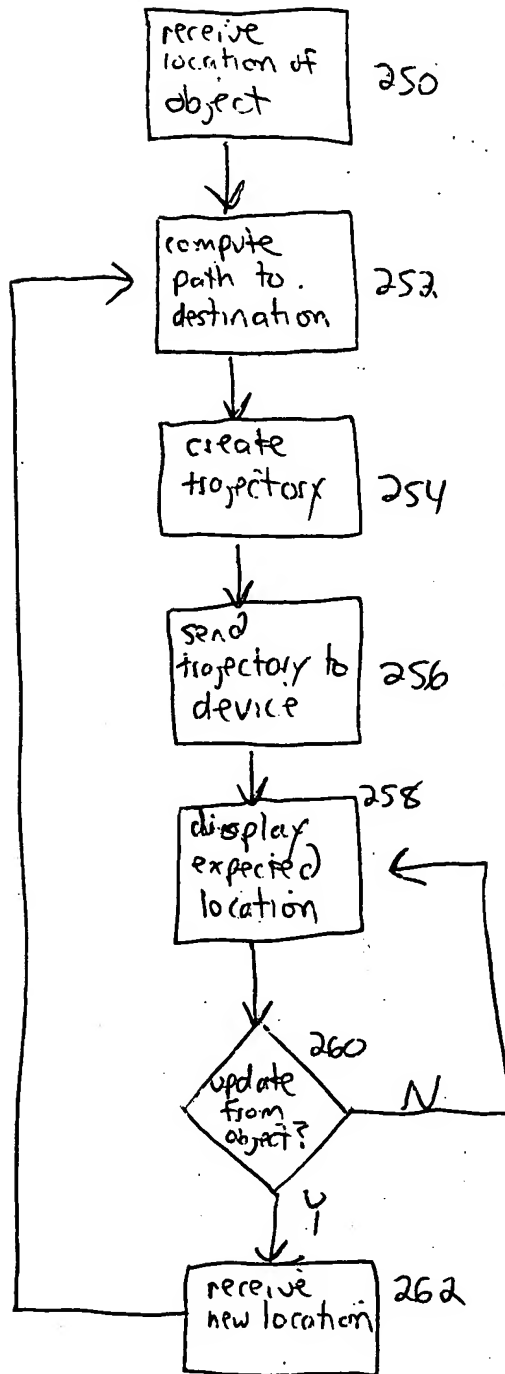 receive
location of
object
250
compute
path to.
destination
252
create
trajectory
254
send
trajectory to
device
256
258
display
expected
location
260
update
from
object?
N
Y
receive
new location
262